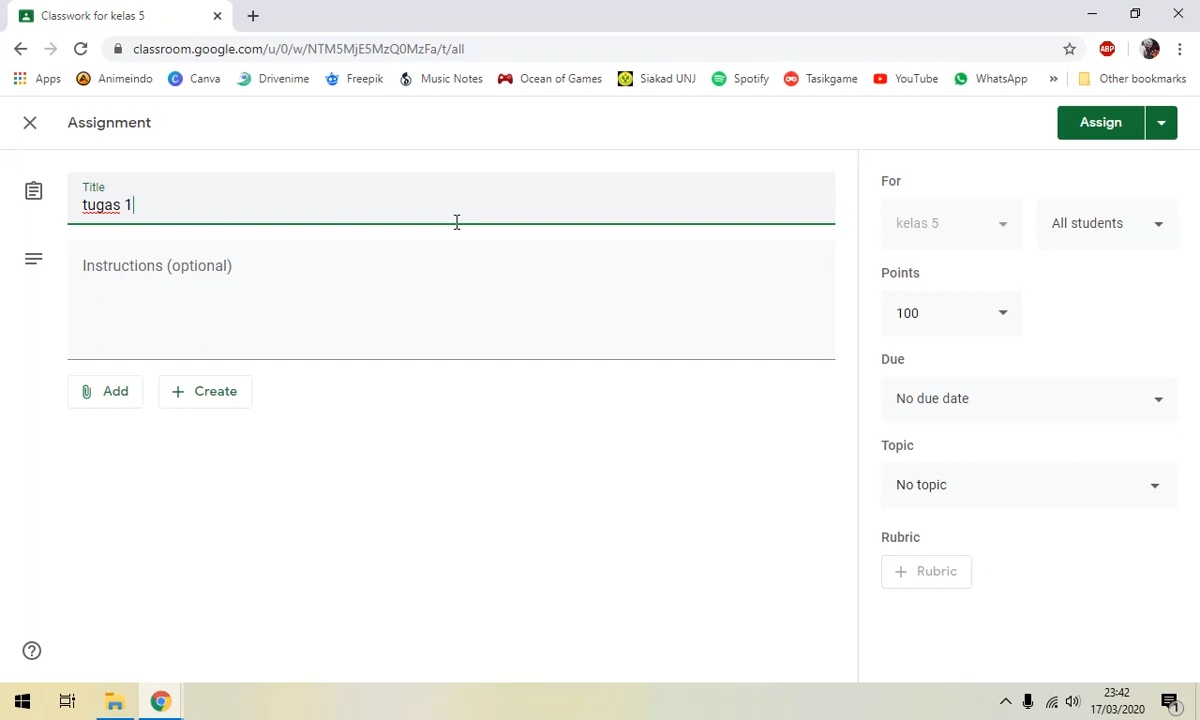 Classwork for kelas 5
classroom.google.com/u/0/w/NTM5MjE5MzQ0MzFa/t/all
ABP
Apps Animeindo Canva Drivenime Freepik Music Notes Ocean of Games Siakad UNJ Spotify Tasikgame YouTube WhatsApp » Other bookmarks
Assignment
Assign
Title
tugas 1
Instructions (optional)
Add
Create
For
kelas 5
All students
Points
100
Due
No due date
Topic
No topic
Rubric
Rubric
23:42
17/03/2020
1